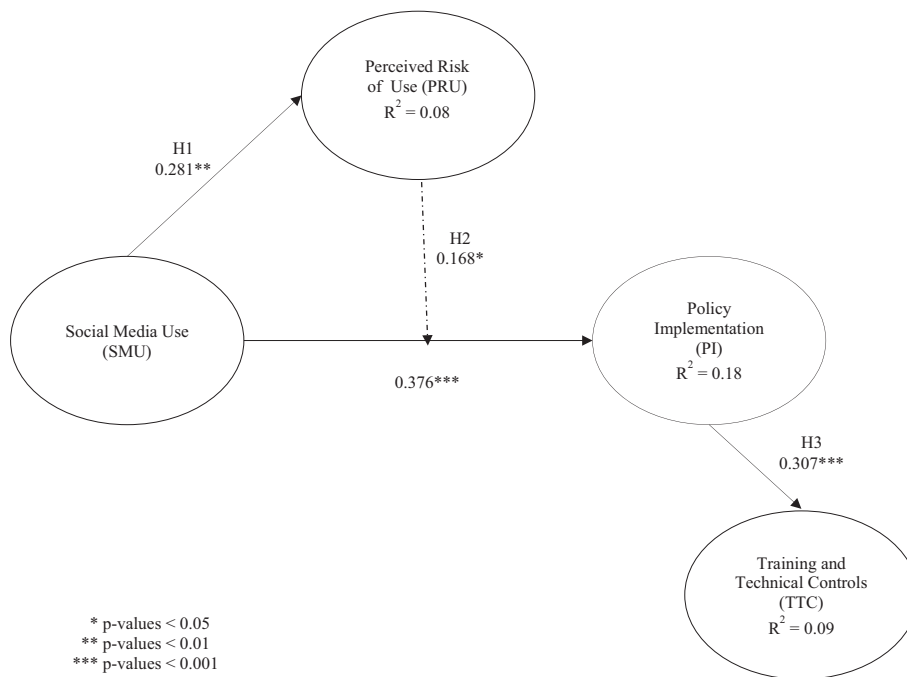 Perceived Risk
of Use (PRU)
R² = 0.08
H1
0.281**
H2
0.168*
Social Media Use
(SMU)
Policy
Implementation
(PI)
R² = 0.18
0.376***
H3
0.307***
Training and
Technical Controls
(TTC)
R² = 0.09
* p-values < 0.05
** p-values < 0.01
*** p-values < 0.001